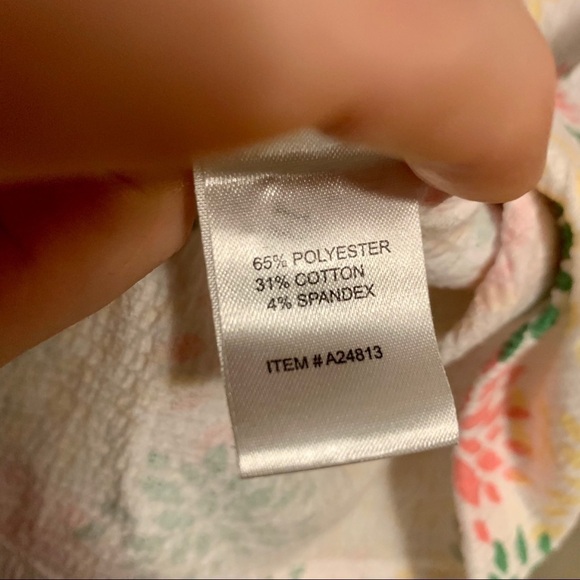 65% POLYESTER
31% COTTON
4% SPANDEX
ITEM # A24813